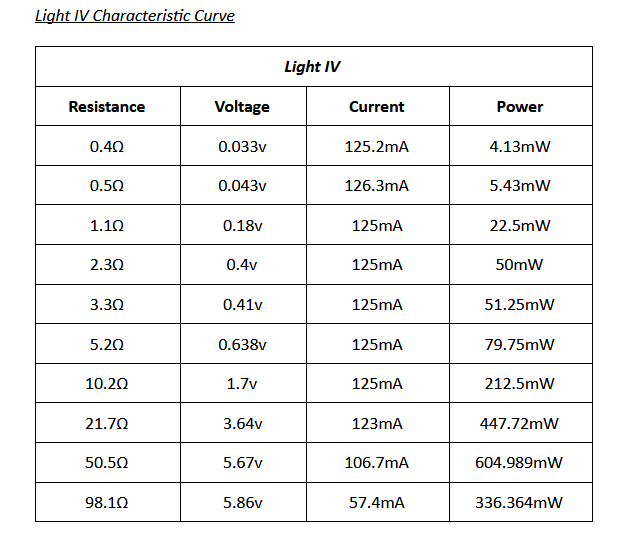 Light IV Characteristic Curve
Light IV
Resistance Voltage Current Power
0.4Ω 0.033v 125.2mA 4.13mW
0.5Ω 0.043v 126.3mA 5.43mW
1.1Ω 0.18v 125mA 22.5mW
2.3Ω 0.4v 125mA 50mW
3.3Ω 0.41v 125mA 51.25mW
5.2Ω 0.638v 125mA 79.75mW
10.2Ω 1.7v 125mA 212.5mW
21.7Ω 3.64v 123mA 447.72mW
50.5Ω 5.67v 106.7mA 604.989mW
98.1Ω 5.86v 57.4mA 336.364mW